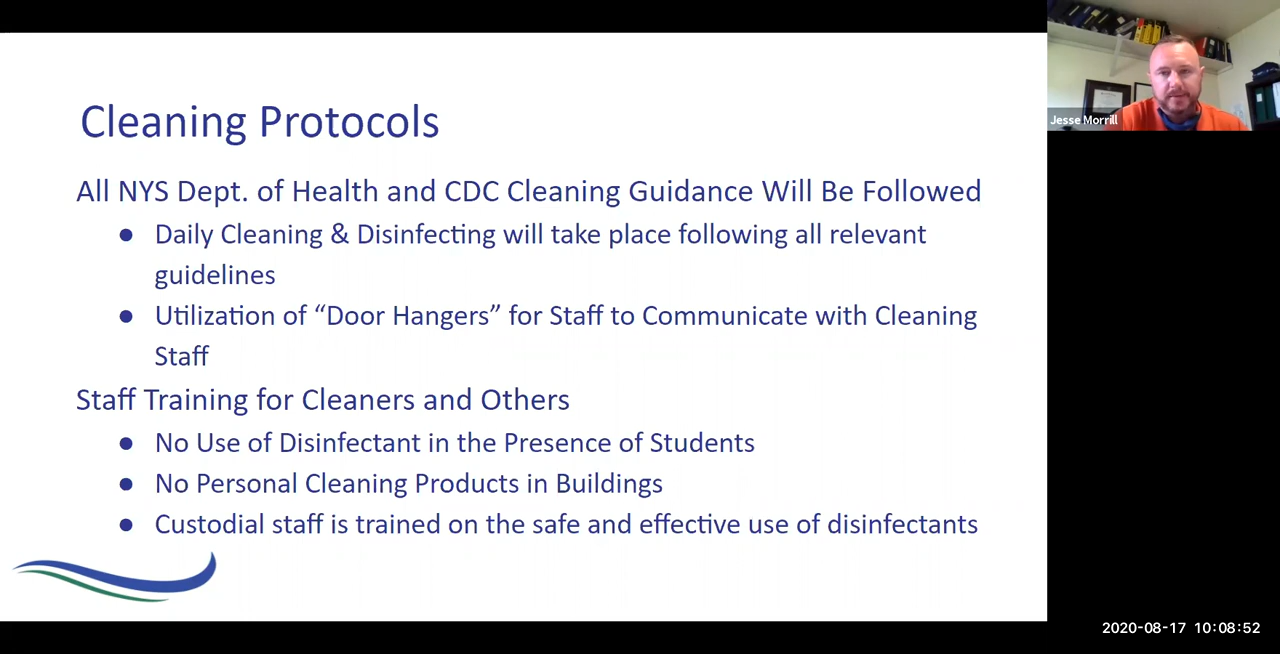 Cleaning Protocols
All NYS Dept. of Health and CDC Cleaning Guidance Will Be Followed
● Daily Cleaning & Disinfecting will take place following all relevant
guidelines
● Utilization of “Door Hangers” for Staff to Communicate with Cleaning
Staff
Staff Training for Cleaners and Others
● No Use of Disinfectant in the Presence of Students
● No Personal Cleaning Products in Buildings
● Custodial staff is trained on the safe and effective use of disinfectants
Jesse Morrill
2020-08-17 10:08:52